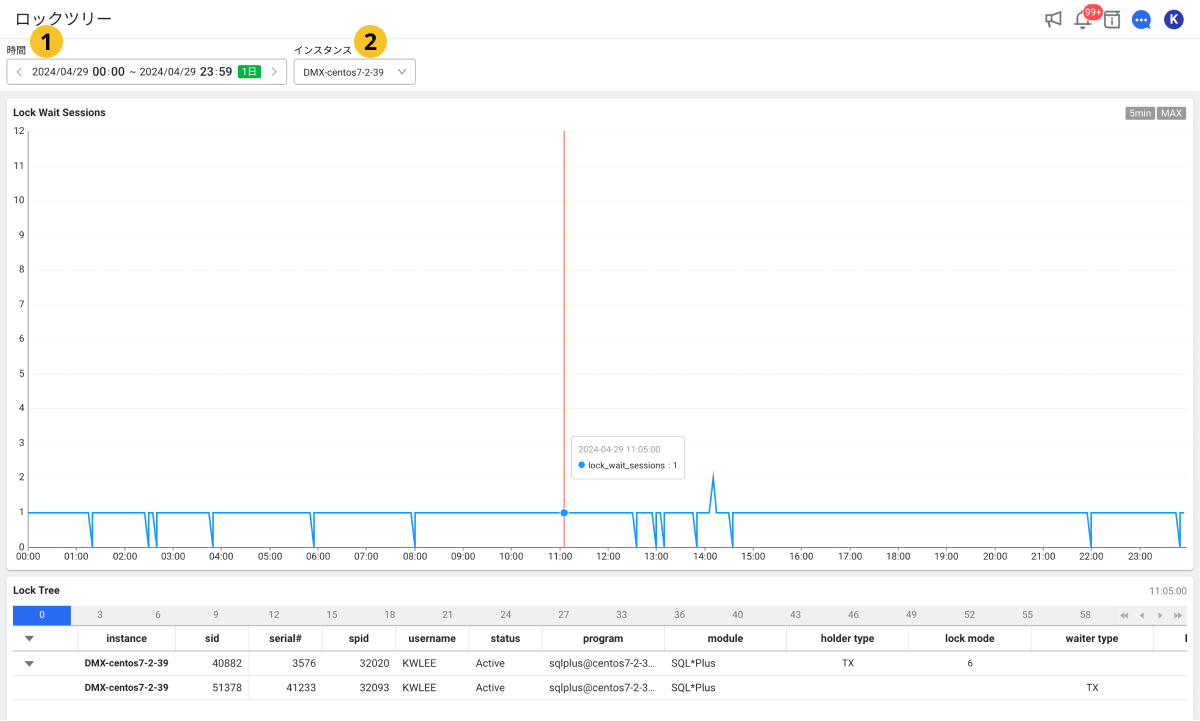 ロックツリー
99+
K
時間
1
インスタンス
2
2024/04/29 00:00 ~ 2024/04/29 23:59 1日
DMX-centos7-2-39
Lock Wait Sessions
5min MAX
12
11
10
9
8
7
6
5
4
3
2
1
0
2024-04-29 11:05:00
lock_wait_sessions : 1
00:00 01:00 02:00 03:00 04:00 05:00 06:00 07:00 08:00 09:00 10:00 11:00 12:00 13:00 14:00 15:00 16:00 17:00 18:00 19:00 20:00 21:00 22:00 23:00
Lock Tree
11:05:00
0 3 6 9 12 15 18 21 24 27 33 36 40 43 46 49 52 55 58
instance sid serial# spid username status program module holder type lock mode waiter type
DMX-centos7-2-39 40882 3576 32020 KWLEE Active sqlplus@centos7-2-3... SQL*Plus TX 6
DMX-centos7-2-39 51378 41233 32093 KWLEE Active sqlplus@centos7-2-3... SQL*Plus TX